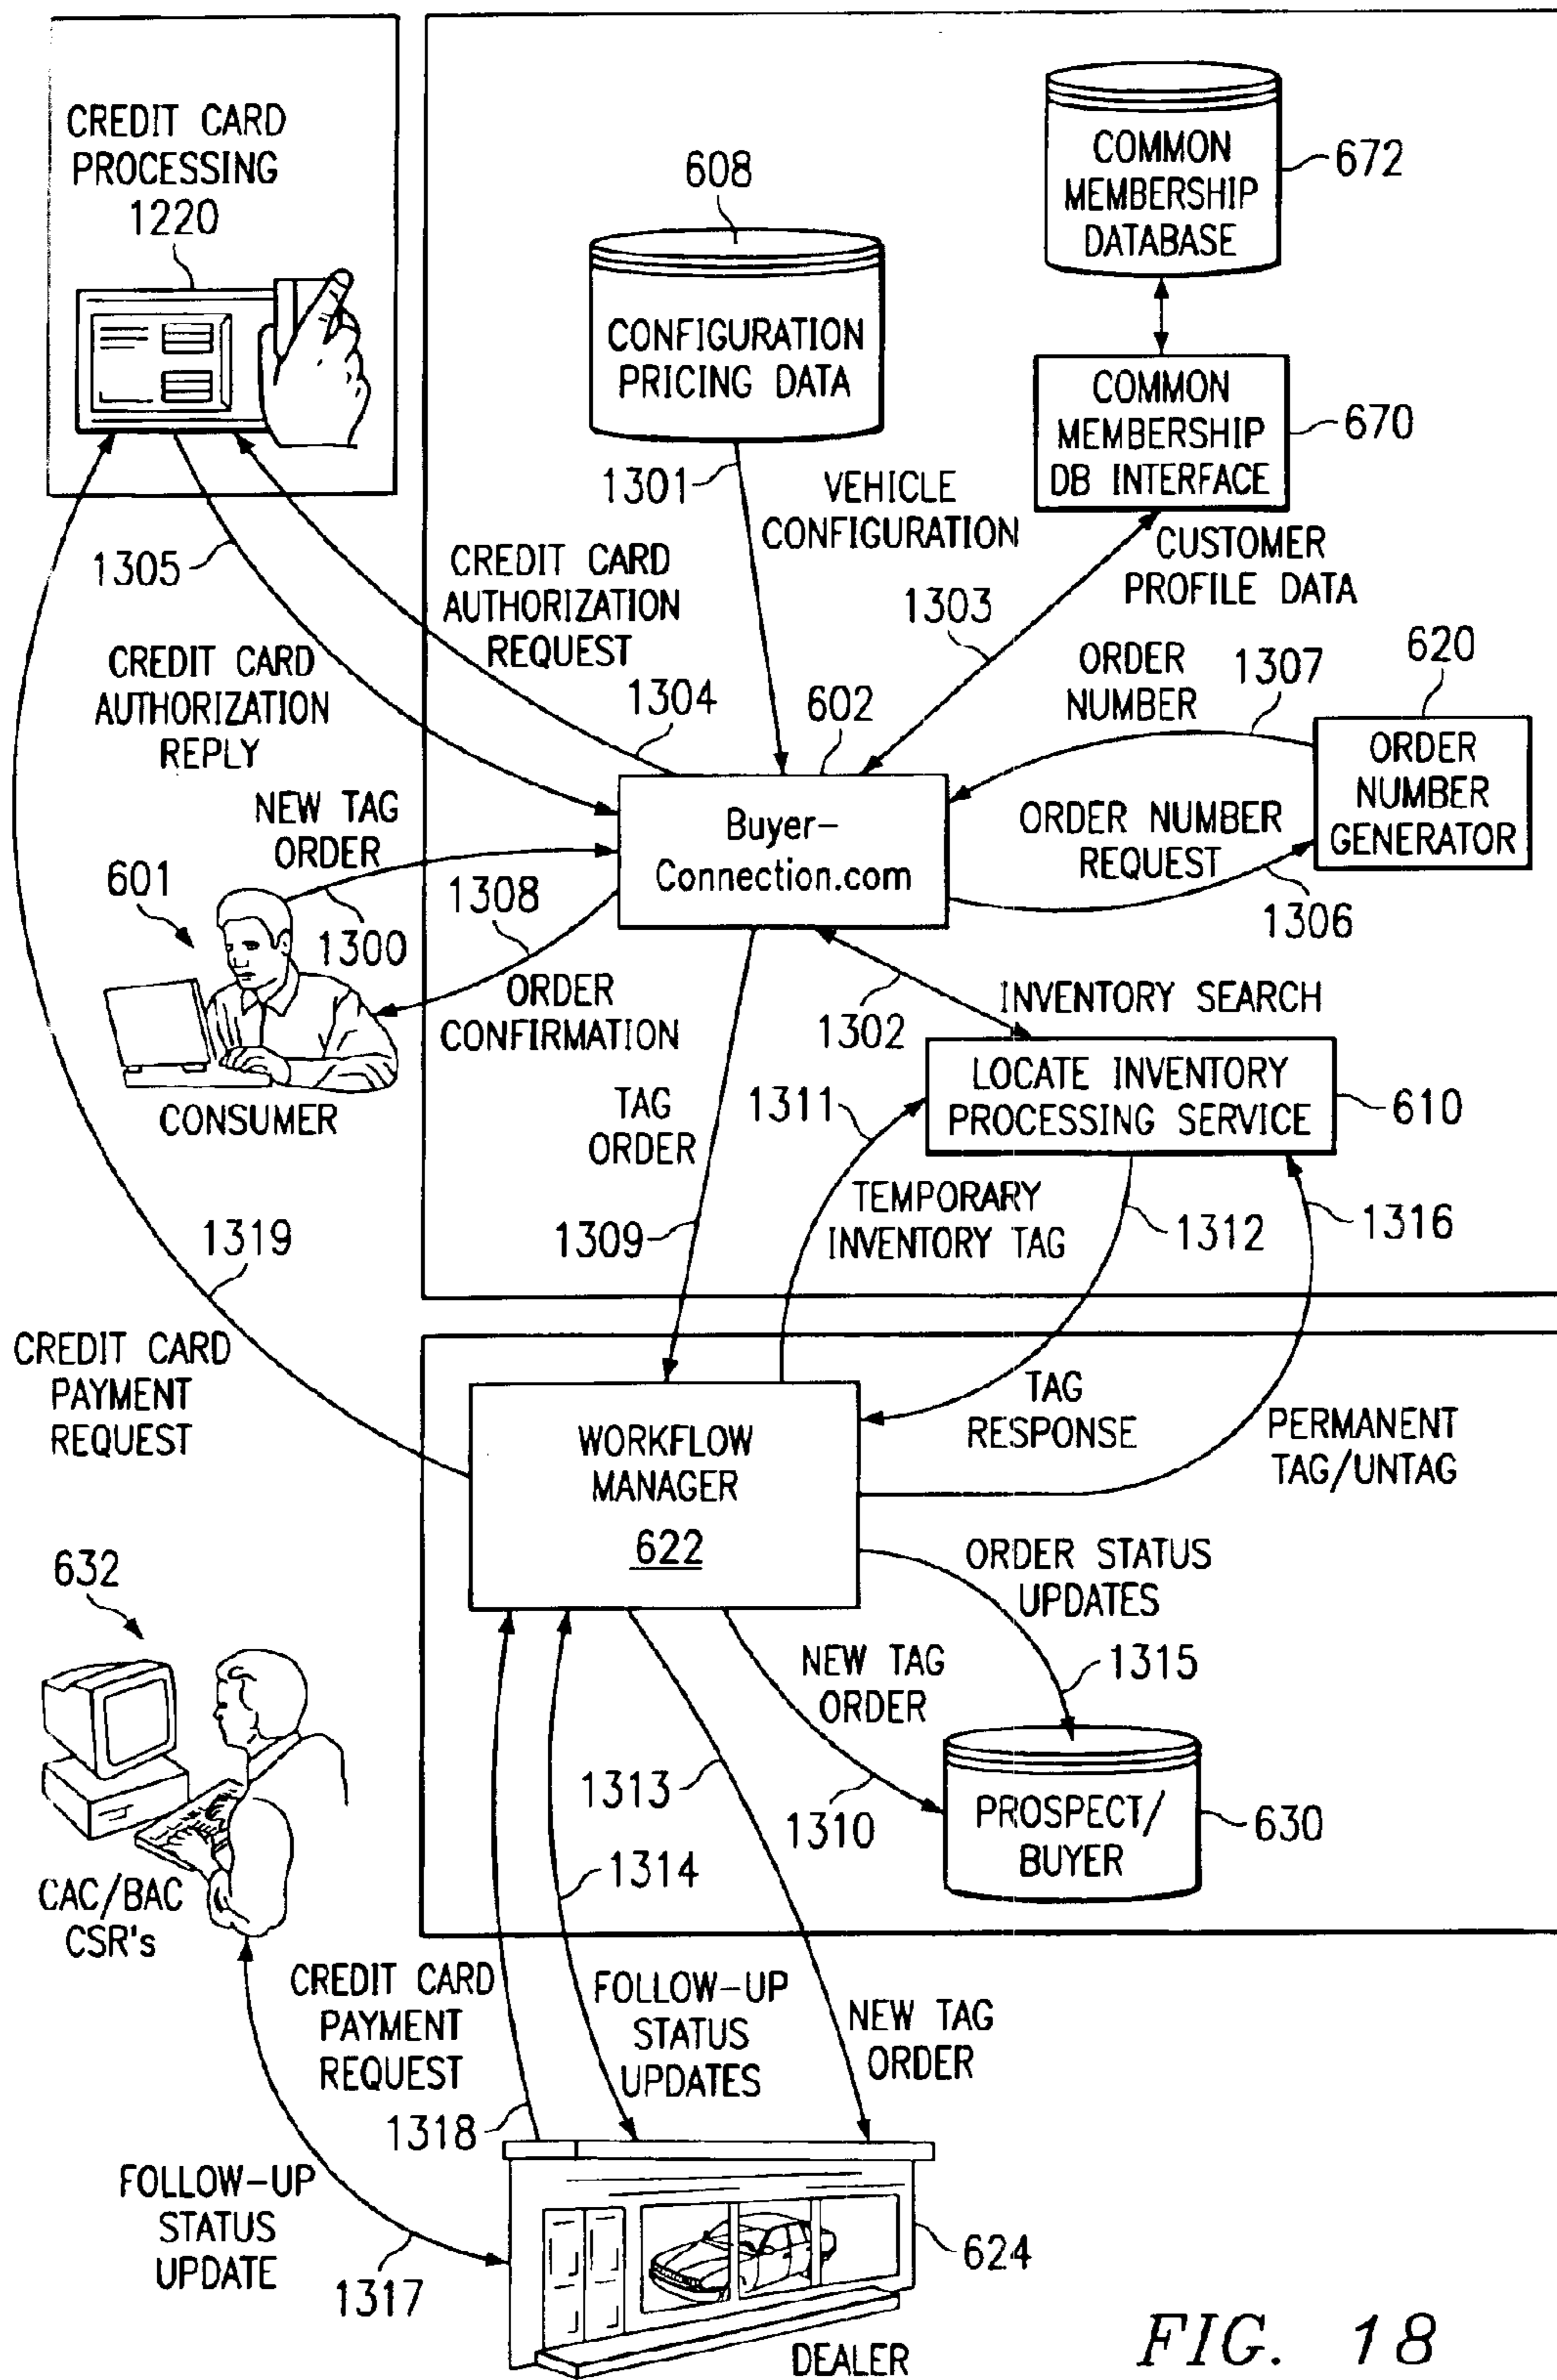 CREDIT CARD
PROCESSING
1220
608
CONFIGURATION
PRICING DATA
COMMON
MEMBERSHIP
DATABASE
672
COMMON
MEMBERSHIP
DB INTERFACE
670
1301
VEHICLE
CONFIGURATION
CUSTOMER
PROFILE DATA
1303
1305
CREDIT CARD
AUTHORIZATION
REQUEST
1304
CREDIT CARD
AUTHORIZATION
REPLY
602
ORDER
NUMBER
1307
620
ORDER
NUMBER
GENERATOR
Buyer-
Connection.com
ORDER NUMBER
REQUEST
1306
NEW TAG
ORDER
601
1300
1308
CONSUMER
ORDER
CONFIRMATION
1302
INVENTORY SEARCH
LOCATE INVENTORY
PROCESSING SERVICE
610
TAG
ORDER
1311
TEMPORARY
INVENTORY TAG
1312
1316
1309
1319
CREDIT CARD
PAYMENT
REQUEST
WORKFLOW
MANAGER
622
TAG
RESPONSE
PERMANENT
TAG/UNTAG
ORDER STATUS
UPDATES
1315
NEW TAG
ORDER
1310
PROSPECT/
BUYER
630
632
CAC/BAC
CSR's
1313
1314
CREDIT CARD
PAYMENT
REQUEST
1318
FOLLOW-UP
STATUS
UPDATES
NEW TAG
ORDER
FOLLOW-UP
STATUS
UPDATE
1317
624
DEALER
FIG. 18